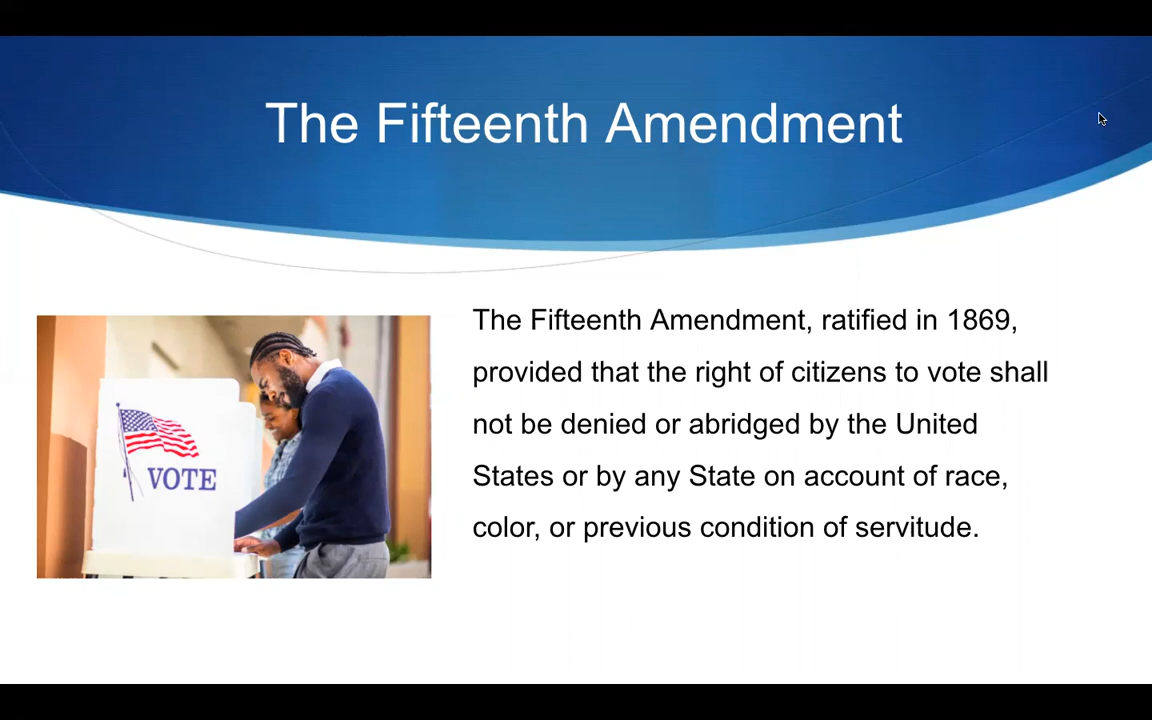 The Fifteenth Amendment
The Fifteenth Amendment, ratified in 1869,
provided that the right of citizens to vote shall
not be denied or abridged by the United
States or by any State on account of race,
color, or previous condition of servitude.
VOTE